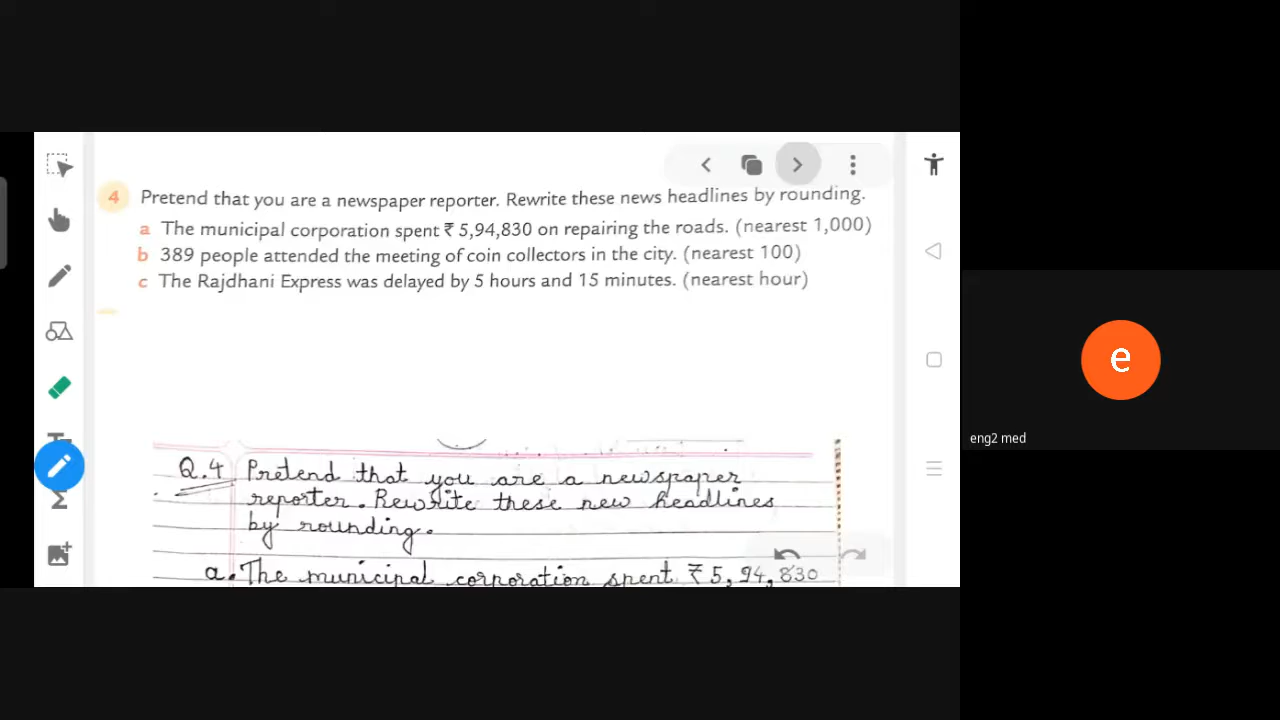 4 Pretend that you are a newspaper reporter. Rewrite these news headlines by rounding.
a The municipal corporation spent ₹ 5,94,830 on repairing the roads. (nearest 1,000)
b 389 people attended the meeting of coin collectors in the city. (nearest 100)
c The Rajdhani Express was delayed by 5 hours and 15 minutes. (nearest hour)
Q.4 Pretend that you are a newspaper
reporter. Rewrite these new headlines
by rounding.
a. The municipal corporation spent ₹ 5,94,830
e
eng2 med